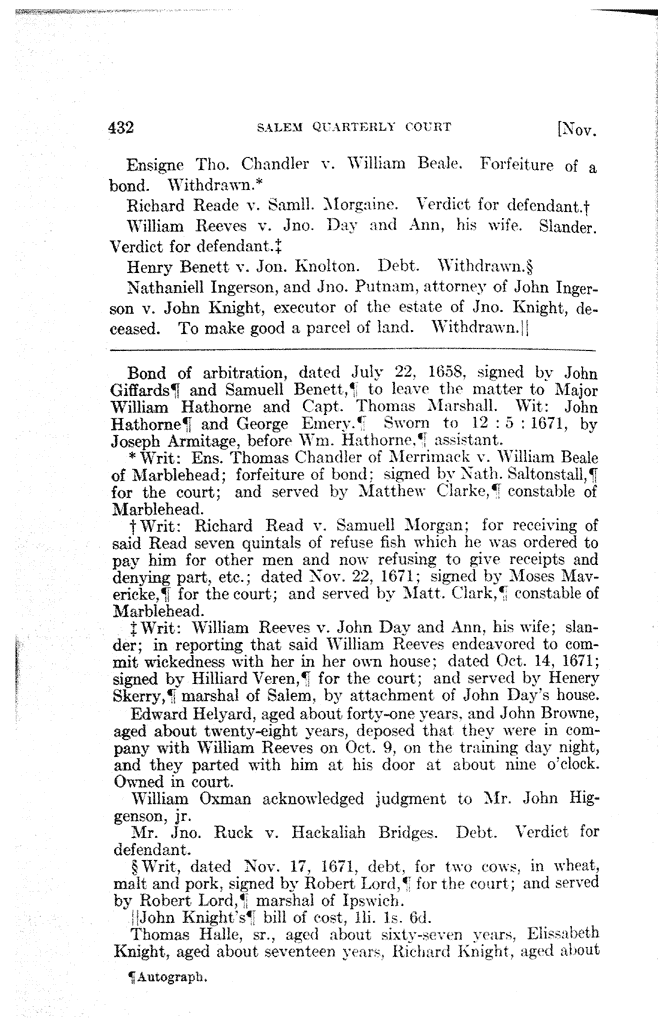 432 SALEM QUARTERLY COURT [Nov.
Ensigne Tho. Chandler v. William Beale. Forfeiture of a
bond. Withdrawn.*
Richard Reade v. Samll. Morgaine. Verdict for defendant.†
William Reeves v. Jno. Day and Ann, his wife. Slander.
Verdict for defendant.‡
Henry Benett v. Jon. Knolton. Debt. Withdrawn.§
Nathaniell Ingerson, and Jno. Putnam, attorney of John Inger-
son v. John Knight, executor of the estate of Jno. Knight, de-
ceased. To make good a parcel of land. Withdrawn.||
Bond of arbitration, dated July 22, 1658, signed by John
Giffards¶ and Samuell Benett,¶ to leave the matter to Major
William Hathorne and Capt. Thomas Marshall. Wit: John
Hathorne¶ and George Emery.¶ Sworn to 12 : 5 : 1671, by
Joseph Armitage, before Wm. Hathorne,¶ assistant.
* Writ: Ens. Thomas Chandler of Merrimack v. William Beale
of Marblehead; forfeiture of bond; signed by Nath. Saltonstall,¶
for the court; and served by Matthew Clarke,¶ constable of
Marblehead.
† Writ: Richard Read v. Samuell Morgan; for receiving of
said Read seven quintals of refuse fish which he was ordered to
pay him for other men and now refusing to give receipts and
denying part, etc.; dated Nov. 22, 1671; signed by Moses Mav-
ericke,¶ for the court; and served by Matt. Clark,¶ constable of
Marblehead.
‡ Writ: William Reeves v. John Day and Ann, his wife; slan-
der; in reporting that said William Reeves endeavored to com-
mit wickedness with her in her own house; dated Oct. 14, 1671;
signed by Hilliard Veren,¶ for the court; and served by Henery
Skerry,¶ marshal of Salem, by attachment of John Day's house.
Edward Helyard, aged about forty-one years, and John Browne,
aged about twenty-eight years, deposed that they were in com-
pany with William Reeves on Oct. 9, on the training day night,
and they parted with him at his door at about nine o'clock.
Owned in court.
William Oxman acknowledged judgment to Mr. John Hig-
genson, jr.
Mr. Jno. Ruck v. Hackaliah Bridges. Debt. Verdict for
defendant.
§ Writ, dated Nov. 17, 1671, debt, for two cows, in wheat,
malt and pork, signed by Robert Lord,¶ for the court; and served
by Robert Lord,¶ marshal of Ipswich.
||John Knight's¶ bill of cost, 1li. 1s. 6d.
Thomas Halle, sr., aged about sixty-seven years, Elissabeth
Knight, aged about seventeen years, Richard Knight, aged about
¶Autograph.